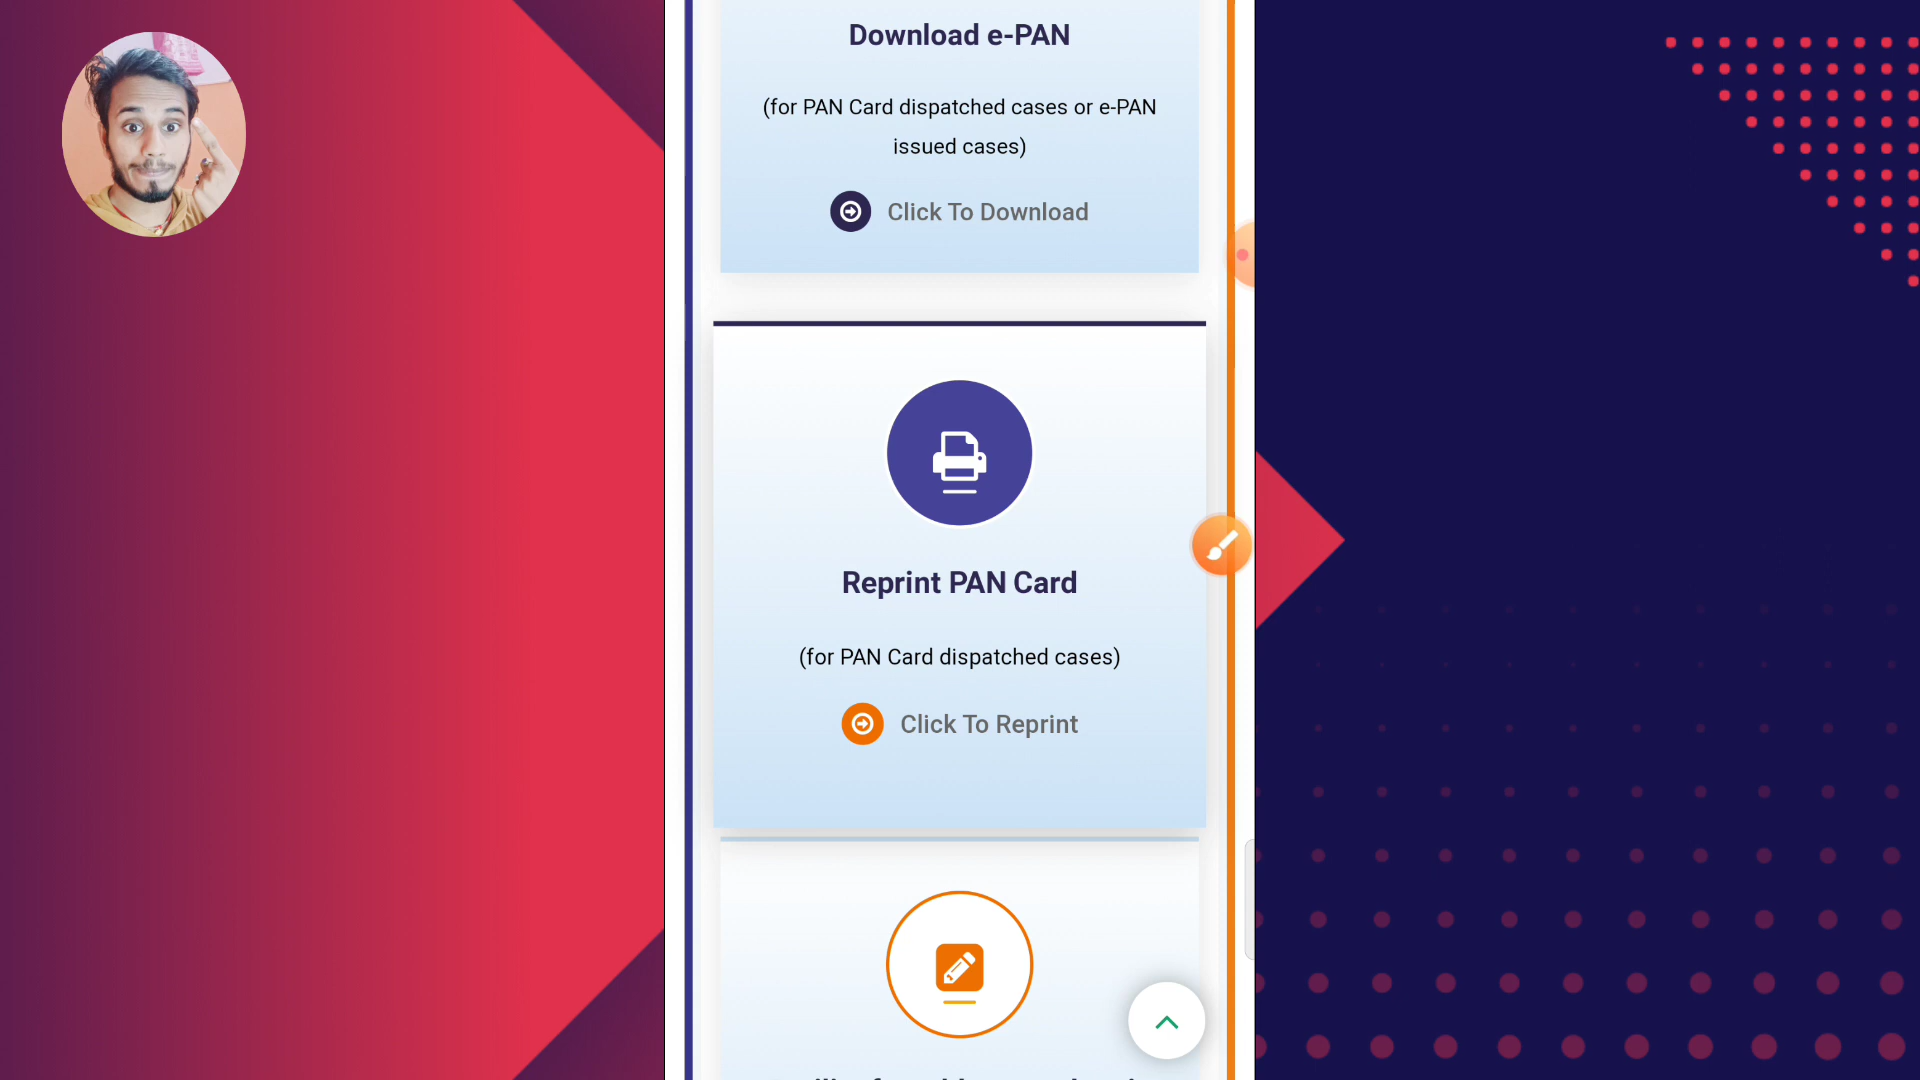 Download e-PAN
(for PAN Card dispatched cases or e-PAN
issued cases)
Click To Download
Reprint PAN Card
(for PAN Card dispatched cases)
Click To Reprint